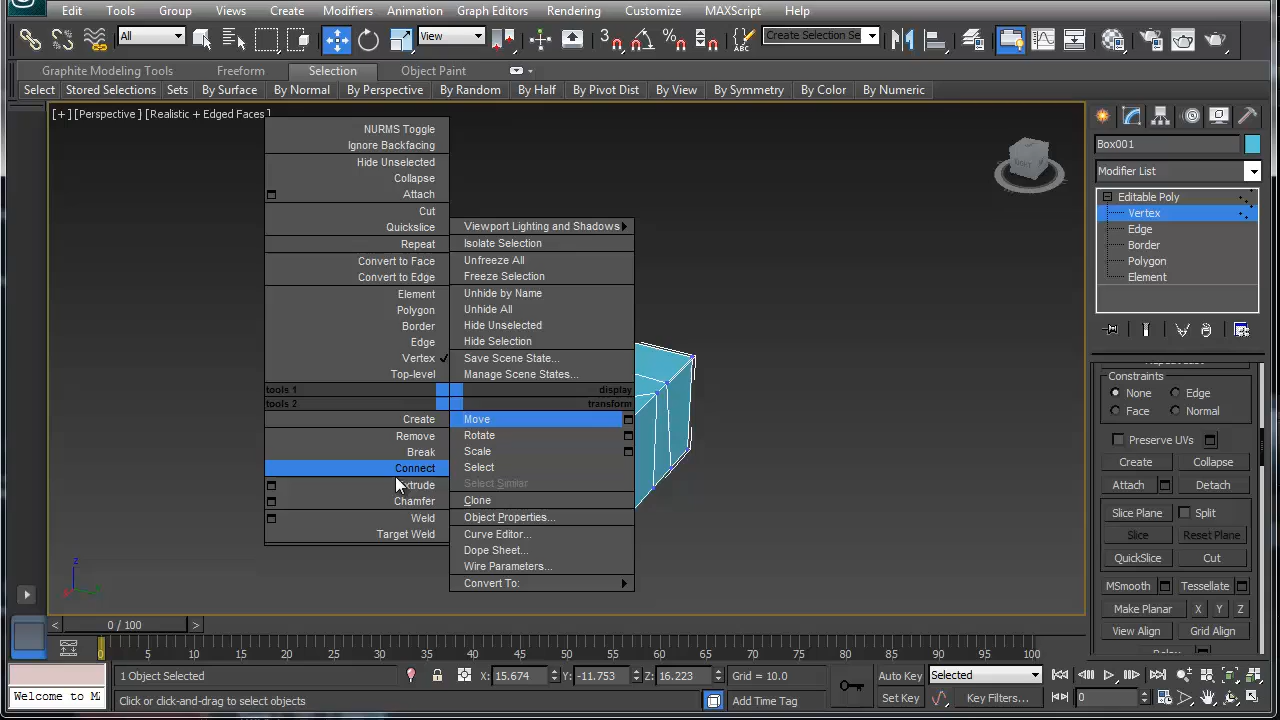 Edit Tools Group Views Create Modifiers Animation Graph Editors Rendering Customize MAXScript Help
All View Create Selection Se
Graphite Modeling Tools Freeform Selection Object Paint
Select Stored Selections Sets By Surface By Normal By Perspective By Random By Half By Pivot Dist By View By Symmetry By Color By Numeric
[+] [Perspective] [Realistic + Edged Faces]
NURMS Toggle
Ignore Backfacing
Hide Unselected
Collapse
Attach
Cut
Quickslice
Repeat
Convert to Face
Convert to Edge
Element
Polygon
Border
Edge
Vertex
Top-level
tools 1
tools 2
Create
Remove
Break
Connect
Chamfer
Weld
Target Weld
Viewport Lighting and Shadows
Isolate Selection
Unfreeze All
Freeze Selection
Unhide by Name
Unhide All
Hide Unselected
Hide Selection
Save Scene State...
Manage Scene States...
display
transform
Move
Rotate
Scale
Select
Select Similar
Clone
Object Properties...
Curve Editor...
Dope Sheet...
Wire Parameters...
Convert To:
Box001
Modifier List
Editable Poly
Vertex
Edge
Border
Polygon
Element
Constraints
None Edge
Face Normal
Preserve UVs
Create Collapse
Attach Detach
Slice Plane Split
Slice Reset Plane
QuickSlice Cut
MSmooth Tessellate
Make Planar X Y Z
View Align Grid Align
Relax
z
< 0 / 100 >
0 5 10 15 20 25 30 35 40 45 50 55 60 65 70 75 80 85 90 95 100
1 Object Selected X: 15.674 Y: -11.753 Z: 16.223 Grid = 10.0 Auto Key Selected
Welcome to MA Click or click-and-drag to select objects Add Time Tag Set Key Key Filters... 0